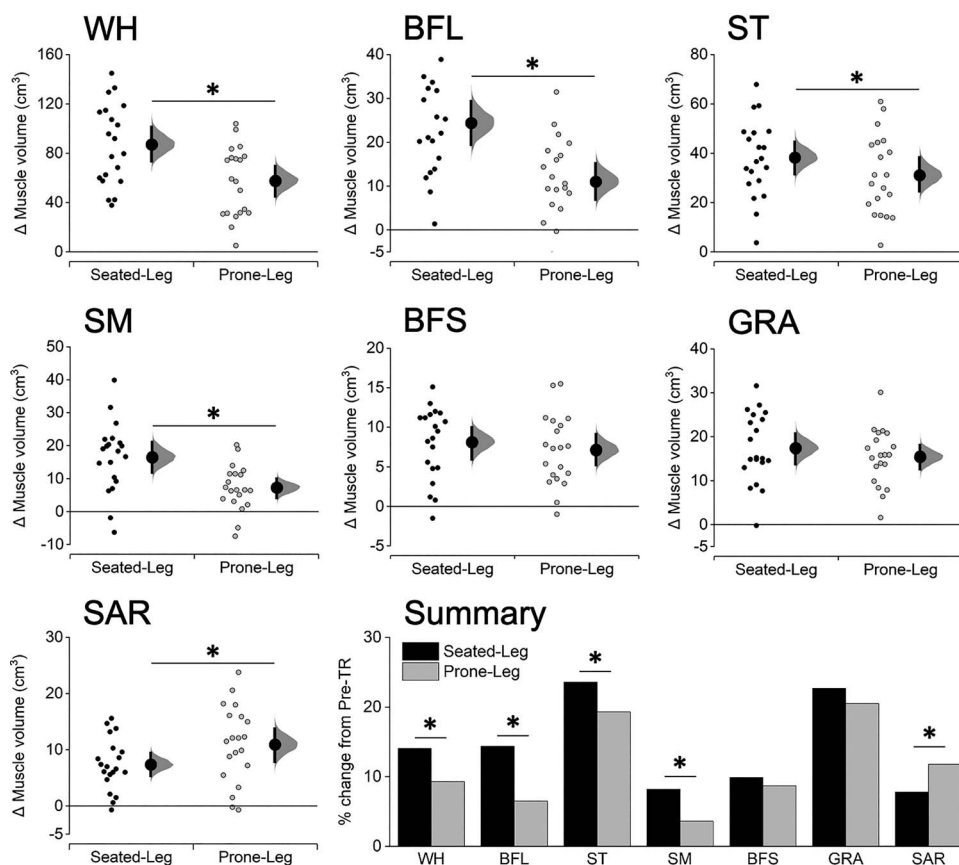 WH
Δ Muscle volume (cm³)
160
120
80
40
0
*
Seated-Leg Prone-Leg
BFL
Δ Muscle volume (cm³)
40
30
20
10
0
-5
*
Seated-Leg Prone-Leg
ST
Δ Muscle volume (cm³)
80
60
40
20
0
*
Seated-Leg Prone-Leg
SM
Δ Muscle volume (cm³)
50
40
30
20
10
0
-10
*
Seated-Leg Prone-Leg
BFS
Δ Muscle volume (cm³)
20
15
10
5
0
-5
Seated-Leg Prone-Leg
GRA
Δ Muscle volume (cm³)
40
30
20
10
0
-5
Seated-Leg Prone-Leg
SAR
Δ Muscle volume (cm³)
30
20
10
0
-5
*
Seated-Leg Prone-Leg
Summary
% change from Pre-TR
30
20
10
0
Seated-Leg
Prone-Leg
* * * * *
WH BFL ST SM BFS GRA SAR